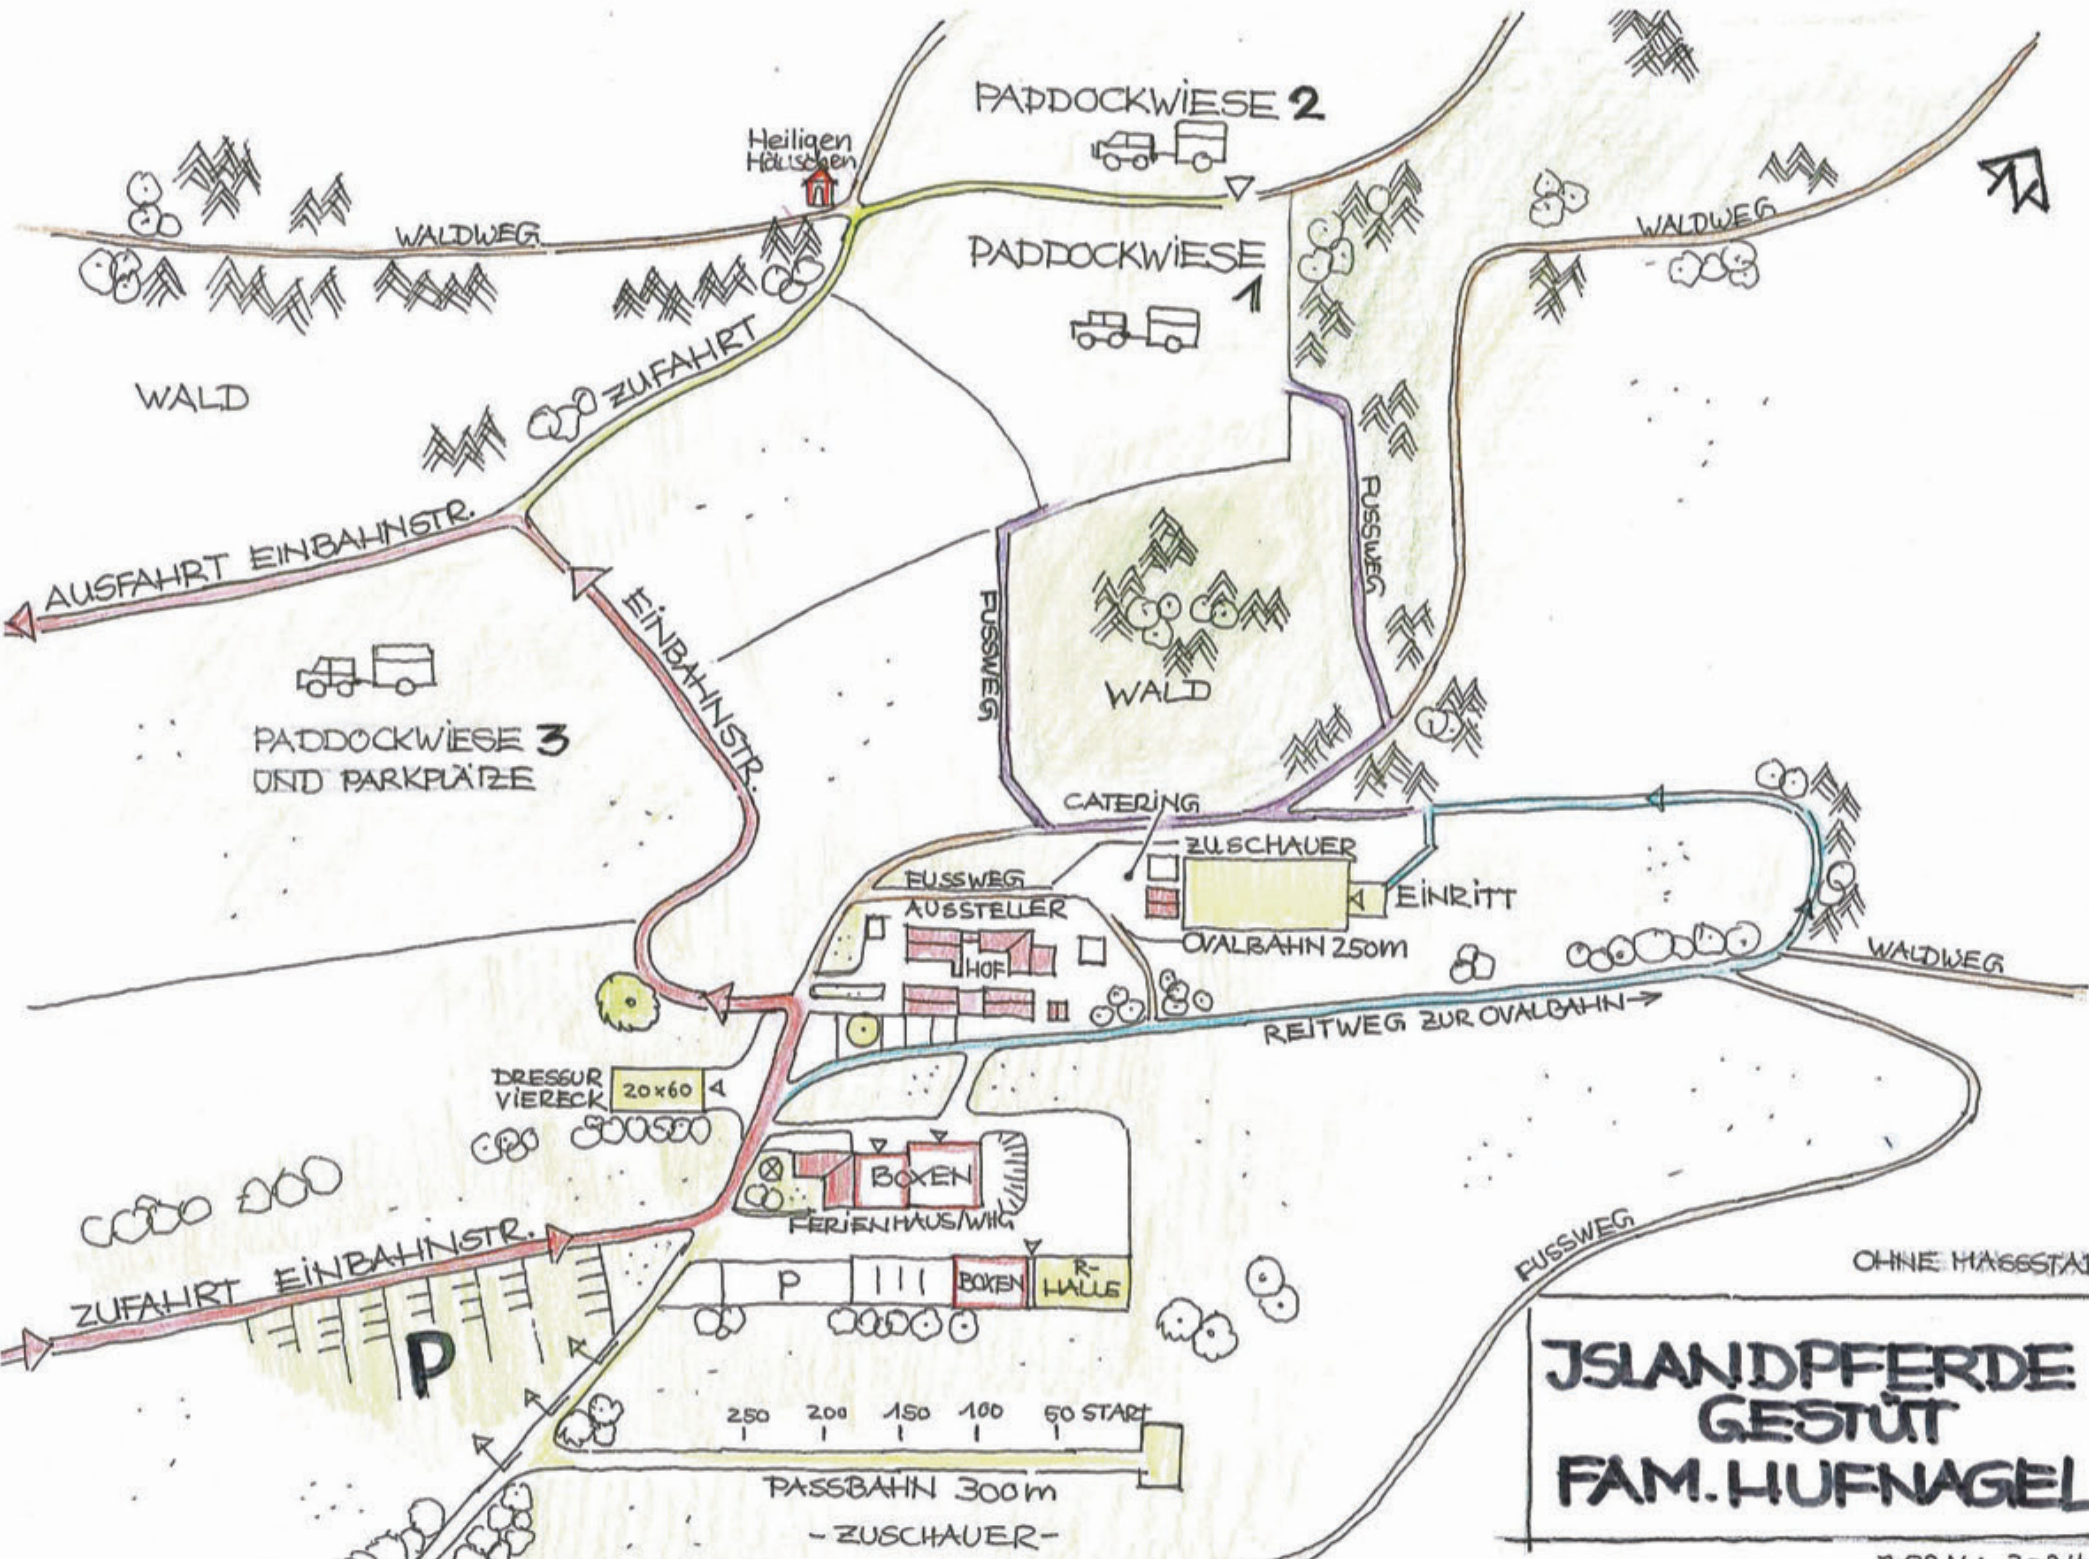 PADDOCKWIESE 2
Heiligen
Häuschen
WALDWEG
WALDWEG
PADDOCKWIESE
1
N
ZUFAHRT
WALD
AUSFAHRT EINBAHNSTR.
EINBAHNSTR.
FUSSWEG
FUSSWEG
WALD
PADDOCKWIESE 3
UND PARKPLÄTZE
CATERING
ZUSCHAUER
FUSSWEG
AUSSTELLER
EINRITT
OVALBAHN 250m
HOF
WALDWEG
REITWEG ZUR OVALBAHN→
DRESSUR
VIERECK
20x60
BOXEN
FERIENHAUS/WHG
ZUFAHRT EINBAHNSTR.
FUSSWEG
P
BOXEN
R-
HALLE
OHNE MASSSTAB
P
JSLANDPFERDE
GESTÜT
FAM. HUFNAGEL
250 200 150 100 50 START
PASSBAHN 300m
- ZUSCHAUER -